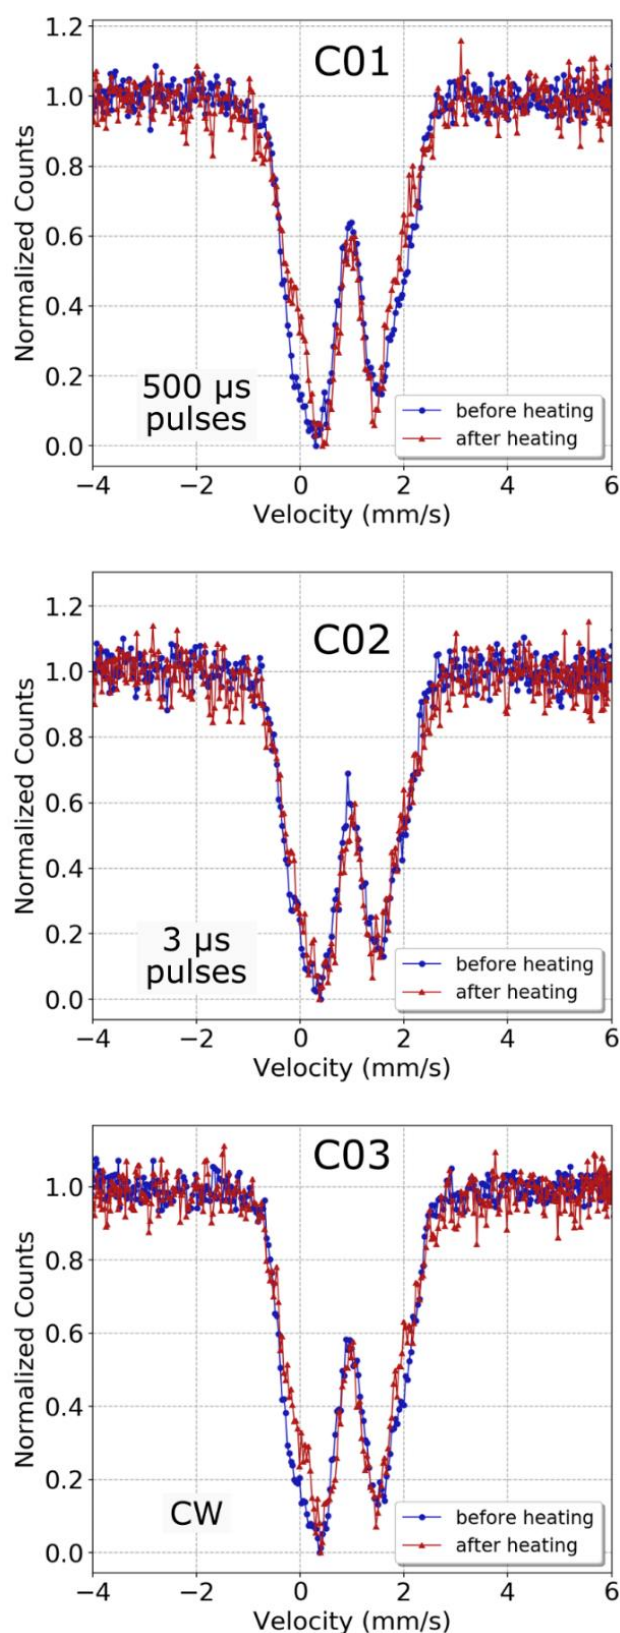 C01
1.2
1.0
0.8
0.6
0.4
0.2
0.0
Normalized Counts
500 μs
pulses
before heating
after heating
−4 −2 0 2 4 6
Velocity (mm/s)
C02
1.2
1.0
0.8
0.6
0.4
0.2
0.0
Normalized Counts
3 μs
pulses
before heating
after heating
−4 −2 0 2 4 6
Velocity (mm/s)
C03
1.0
0.8
0.6
0.4
0.2
0.0
Normalized Counts
CW
before heating
after heating
−4 −2 0 2 4 6
Velocity (mm/s)